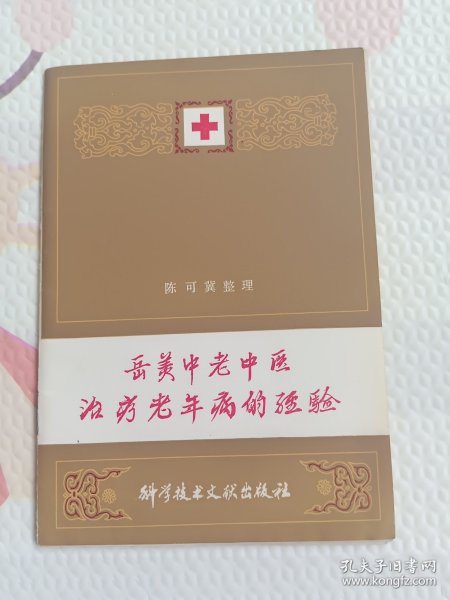 陈可冀整理
岳美中老中医
治疗老年病的经验
科学技术文献出版社
孔夫子旧书网
www.kongfz.com